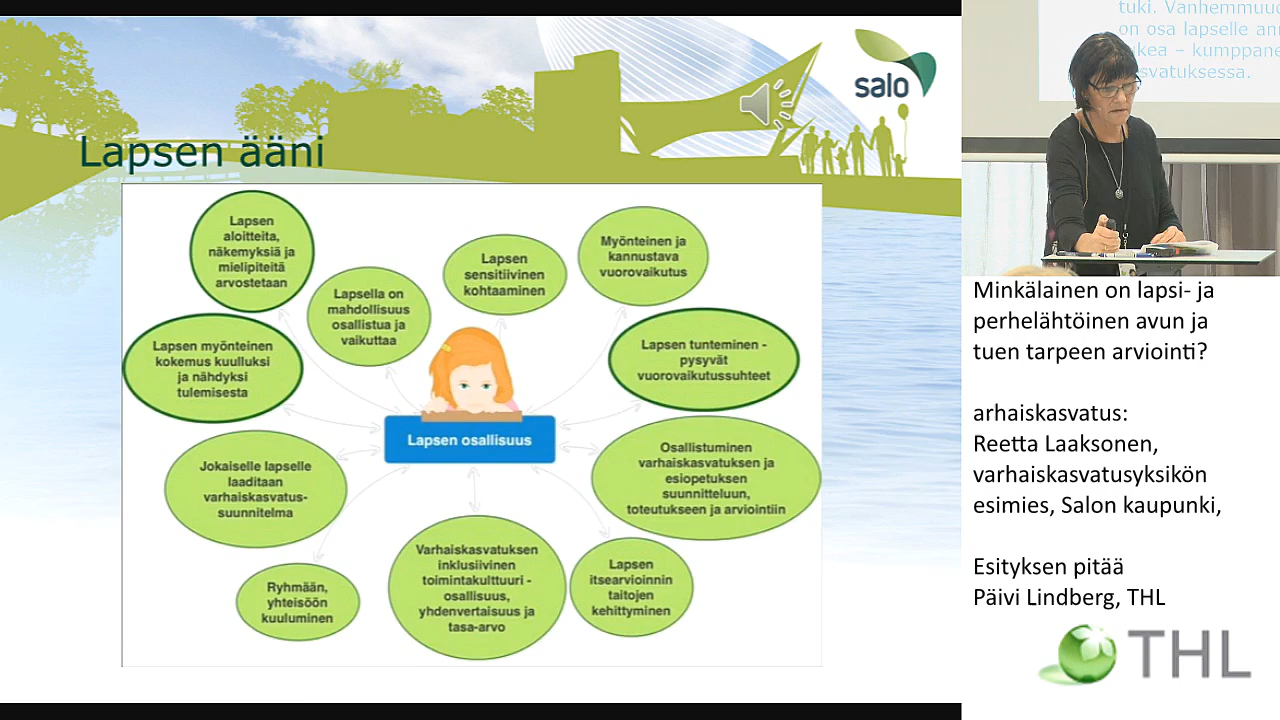 Lapsen ääni
salo
Lapsen
aloitteita,
näkemyksiä ja
mielipiteitä
arvostetaan
Lapsella on
mahdollisuus
osallistua ja
vaikuttaa
Lapsen
sensitiivinen
kohtaaminen
Myönteinen ja
kannustava
vuorovaikutus
Lapsen myönteinen
kokemus kuulluksi
ja nähdyksi
tulemisesta
Lapsen tunteminen -
pysyvät
vuorovaikutussuhteet
Lapsen osallisuus
Jokaiselle lapselle
laaditaan
varhaiskasvatus-
suunnitelma
Osallistuminen
varhaiskasvatuksen ja
esiopetuksen
suunnitteluun,
toteutukseen ja arviointiin
Ryhmään,
yhteisöön
kuuluminen
Varhaiskasvatuksen
inklusiivinen
toimintakulttuuri -
osallisuus,
yhdenvertaisuus ja
tasa-arvo
Lapsen
itsearvioinnin
taitojen
kehittyminen
tuki. Vanhemmuud
on osa lapselle an
kea – kumppane
svatuksessa.
Minkälainen on lapsi- ja
perhelähtöinen avun ja
tuen tarpeen arviointi?
arhaiskasvatus:
Reetta Laaksonen,
varhaiskasvatusyksikön
esimies, Salon kaupunki,
Esityksen pitää
Päivi Lindberg, THL
THL